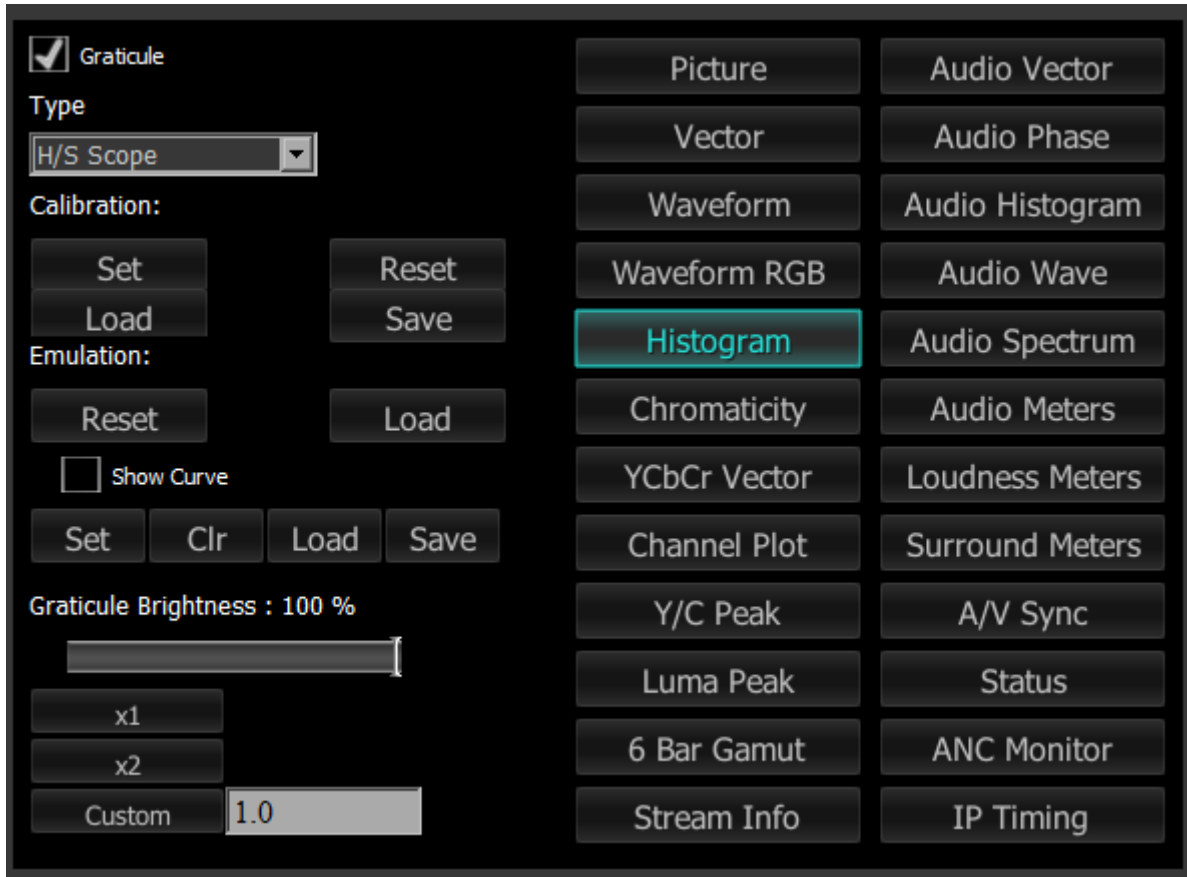 Graticule
Type
H/S Scope
Calibration:
Set Reset
Load Save
Emulation:
Reset Load
Show Curve
Set Clr Load Save
Graticule Brightness : 100 %
x1
x2
Custom 1.0
Picture Audio Vector
Vector Audio Phase
Waveform Audio Histogram
Waveform RGB Audio Wave
Histogram Audio Spectrum
Chromaticity Audio Meters
YCbCr Vector Loudness Meters
Channel Plot Surround Meters
Y/C Peak A/V Sync
Luma Peak Status
6 Bar Gamut ANC Monitor
Stream Info IP Timing